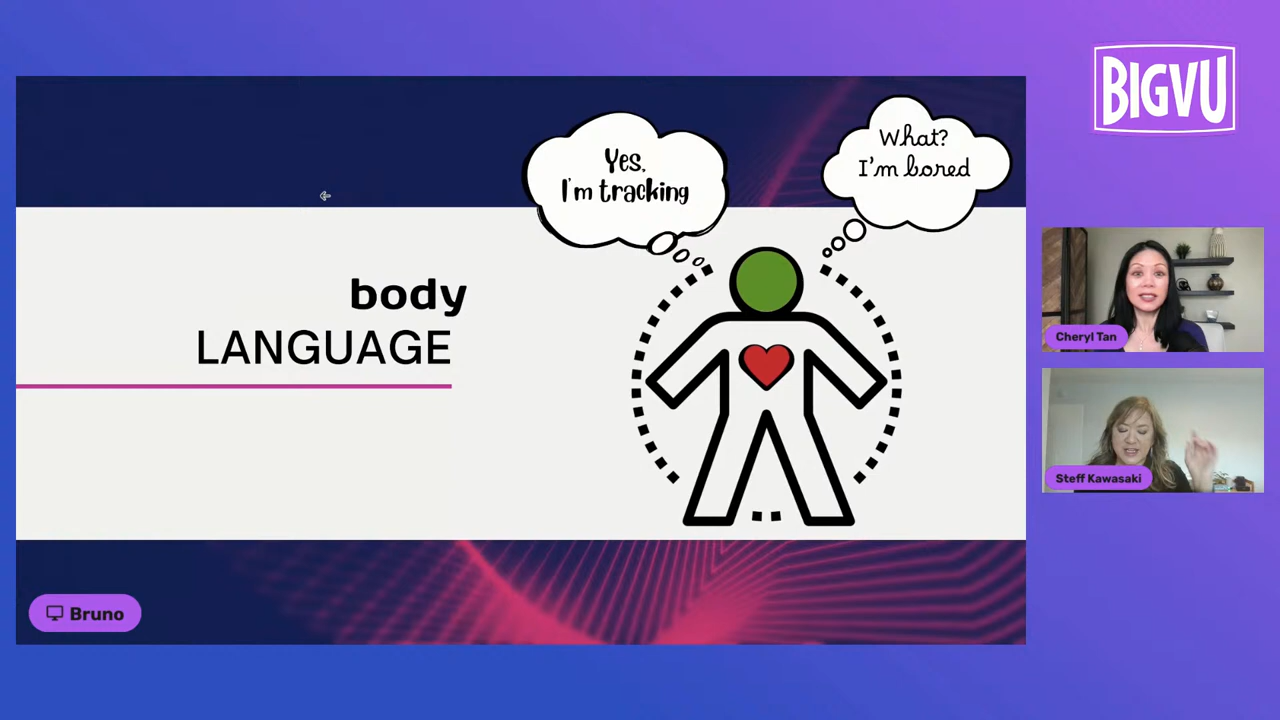 BIGVU
Yes,
I'm tracking
What?
I'm bored
body
LANGUAGE
Cheryl Tan
Steff Kawasaki
Bruno